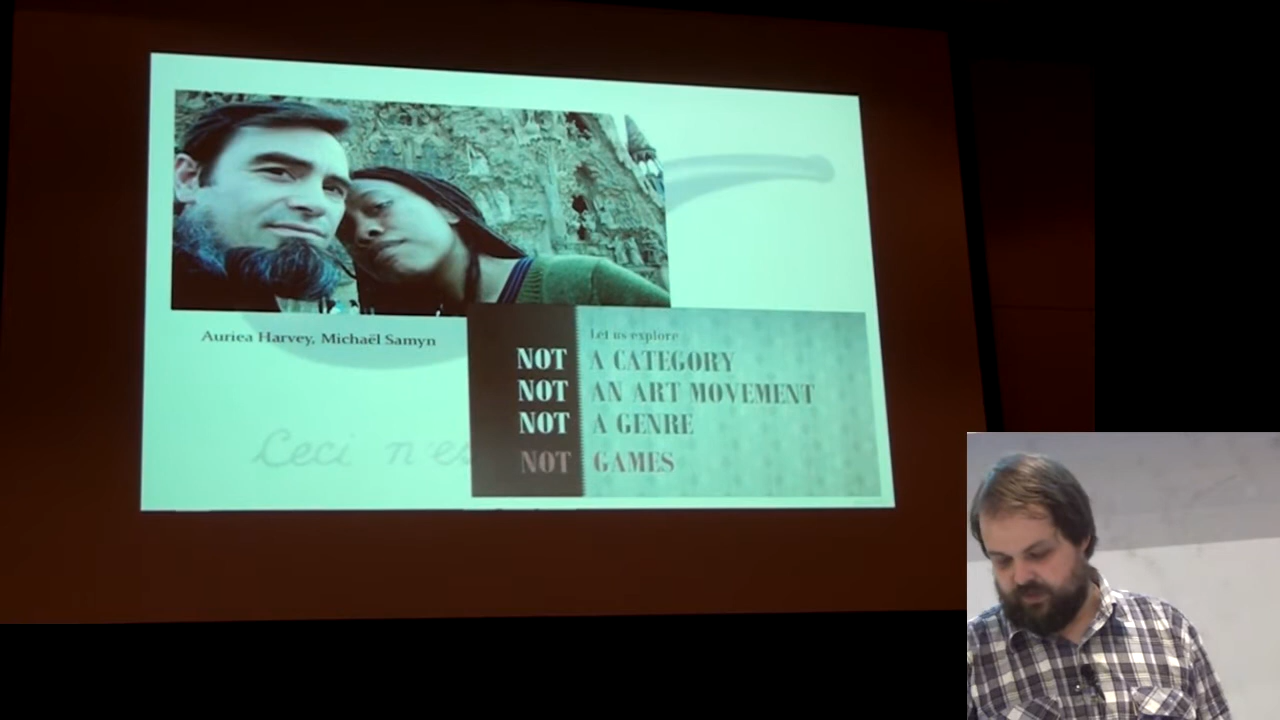 Auriea Harvey, Michaël Samyn
Let us explore
NOT A CATEGORY
NOT AN ART MOVEMENT
NOT A GENRE
NOT GAMES
Ceci n'es